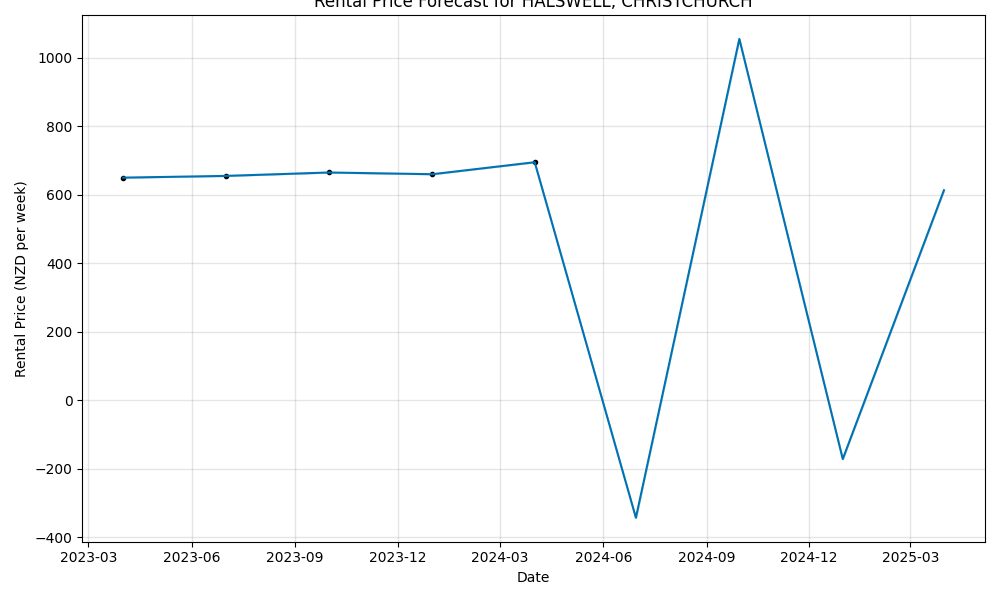 Rental Price Forecast for HALSWELL, CHRISTCHURCH
Rental Price (NZD per week)
1000
800
600
400
200
0
−200
−400
2023-03 2023-06 2023-09 2023-12 2024-03 2024-06 2024-09 2024-12 2025-03
Date